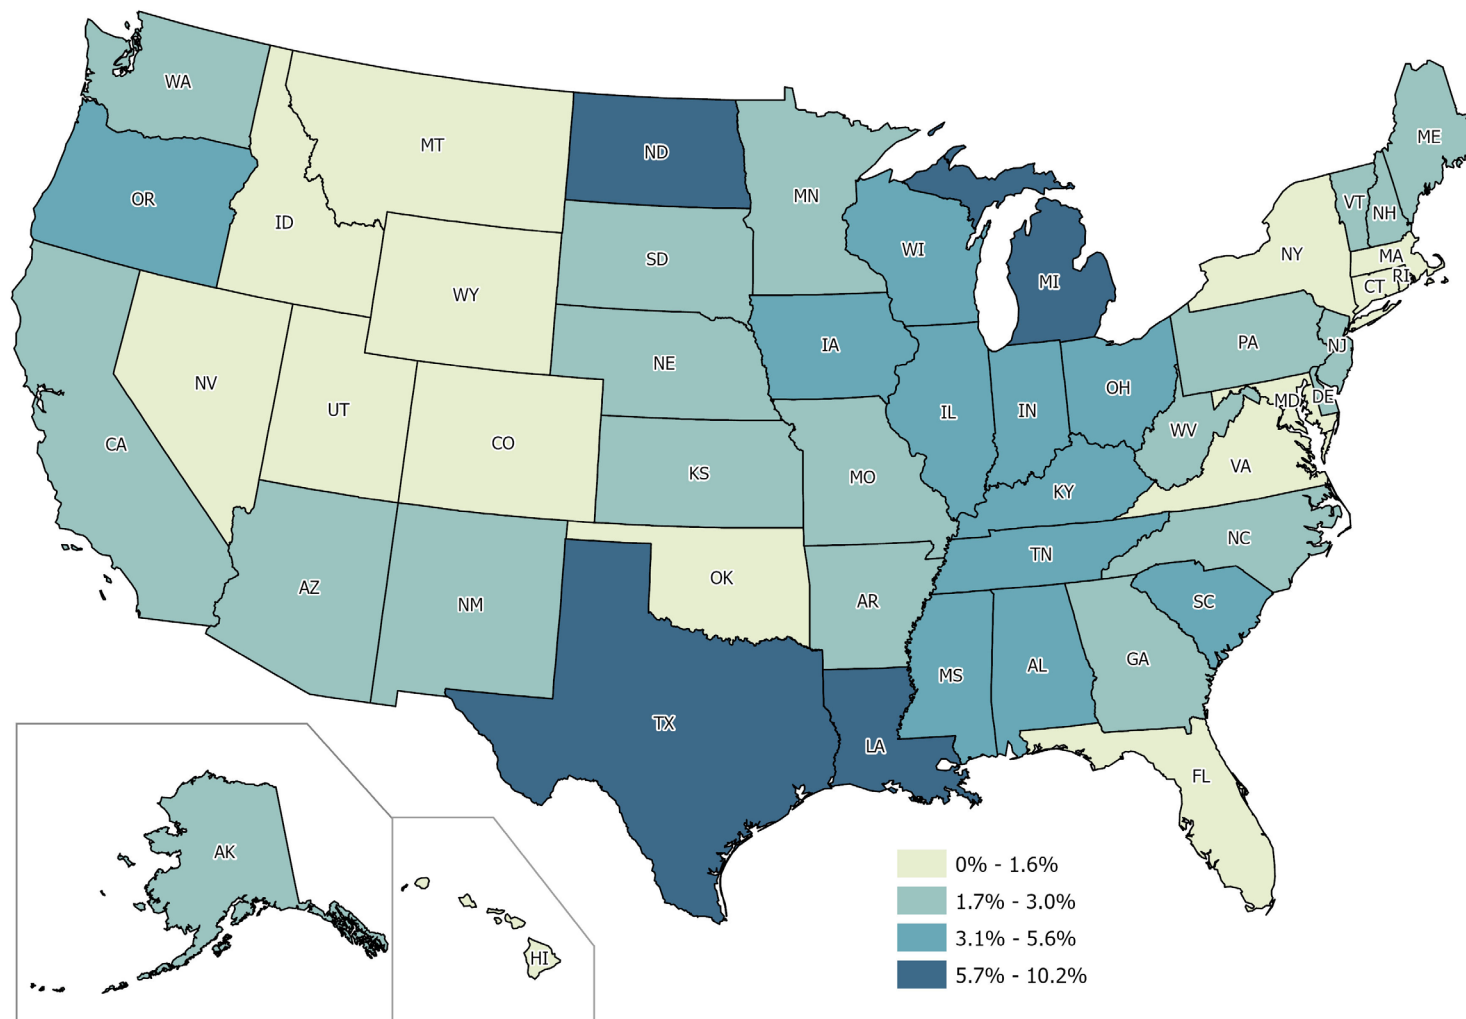 WA
MT
ND
ME
MN
OR
VT
NH
ID
WI
NY
MA
SD
RI
MI
CT
WY
IA
PA
NJ
NE
NV
OH
DE
MD
UT
IL
IN
WV
CO
CA
VA
KS
MO
KY
NC
TN
OK
AZ
AR
SC
NM
GA
AL
MS
TX
LA
FL
AK
0% - 1.6%
1.7% - 3.0%
3.1% - 5.6%
HI
5.7% - 10.2%